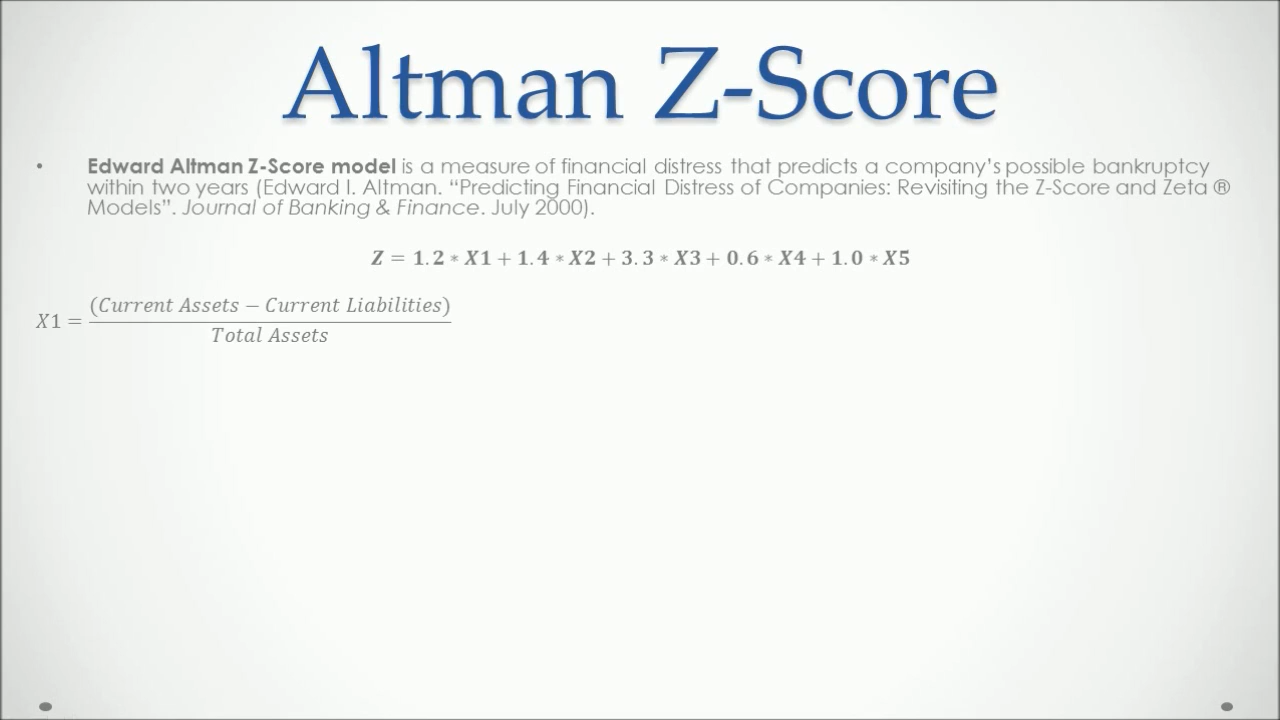 Altman Z-Score
• Edward Altman Z-Score model is a measure of financial distress that predicts a company's possible bankruptcy
within two years (Edward I. Altman. “Predicting Financial Distress of Companies: Revisiting the Z-Score and Zeta ®
Models”. Journal of Banking & Finance. July 2000).
Z = 1.2 * X1 + 1.4 * X2 + 3.3 * X3 + 0.6 * X4 + 1.0 * X5
(Current Assets − Current Liabilities)
X1 =
Total Assets